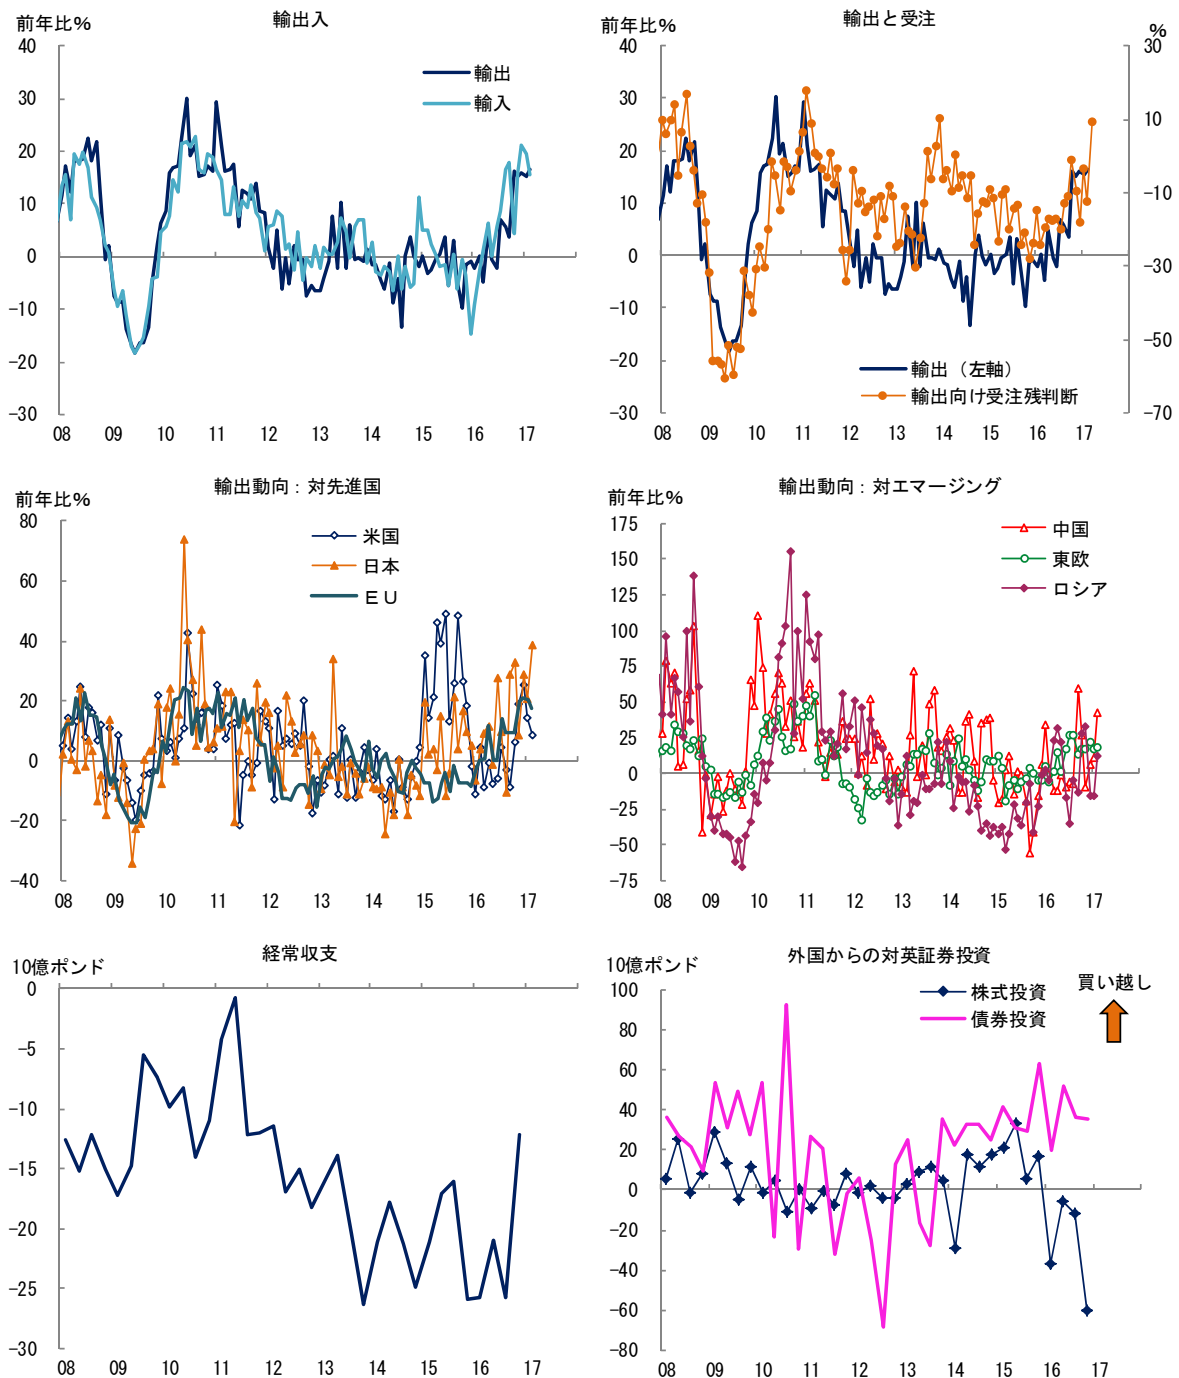 輸出入
前年比%
40
30
20
10
0
-10
-20
-30
輸出
輸入
08 09 10 11 12 13 14 15 16 17
輸出と受注
前年比%
%
40
30
20
10
0
-10
-20
-30
30
10
-10
-30
-50
-70
輸出（左軸）
輸出向け受注残判断
08 09 10 11 12 13 14 15 16 17
輸出動向：対先進国
前年比%
80
60
40
20
0
-20
-40
米国
日本
ＥＵ
08 09 10 11 12 13 14 15 16 17
輸出動向：対エマージング
前年比%
175
150
125
100
75
50
25
0
-25
-50
-75
中国
東欧
ロシア
08 09 10 11 12 13 14 15 16 17
経常収支
10億ポンド
0
-5
-10
-15
-20
-25
-30
08 09 10 11 12 13 14 15 16 17
外国からの対英証券投資
10億ポンド
100
80
60
40
20
0
-20
-40
-60
-80
株式投資
債券投資
買い越し
08 09 10 11 12 13 14 15 16 17